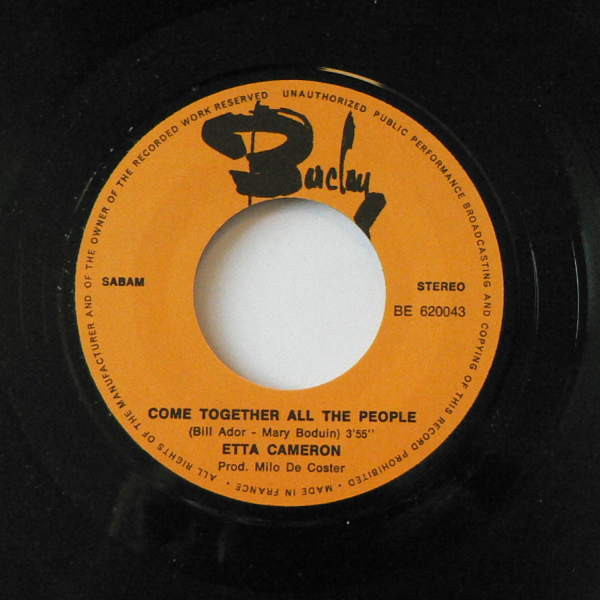 ALL RIGHTS OF THE MANUFACTURER AND OF THE OWNER OF THE RECORDED WORK RESERVED UNAUTHORIZED PUBLIC PERFORMANCE BROADCASTING AND COPYING OF THIS RECORD PROHIBITED • MADE IN FRANCE •
Barclay
SABAM
STEREO
BE 620043
COME TOGETHER ALL THE PEOPLE
(Bill Ador - Mary Boduin) 3'55"
ETTA CAMERON
Prod. Milo De Coster